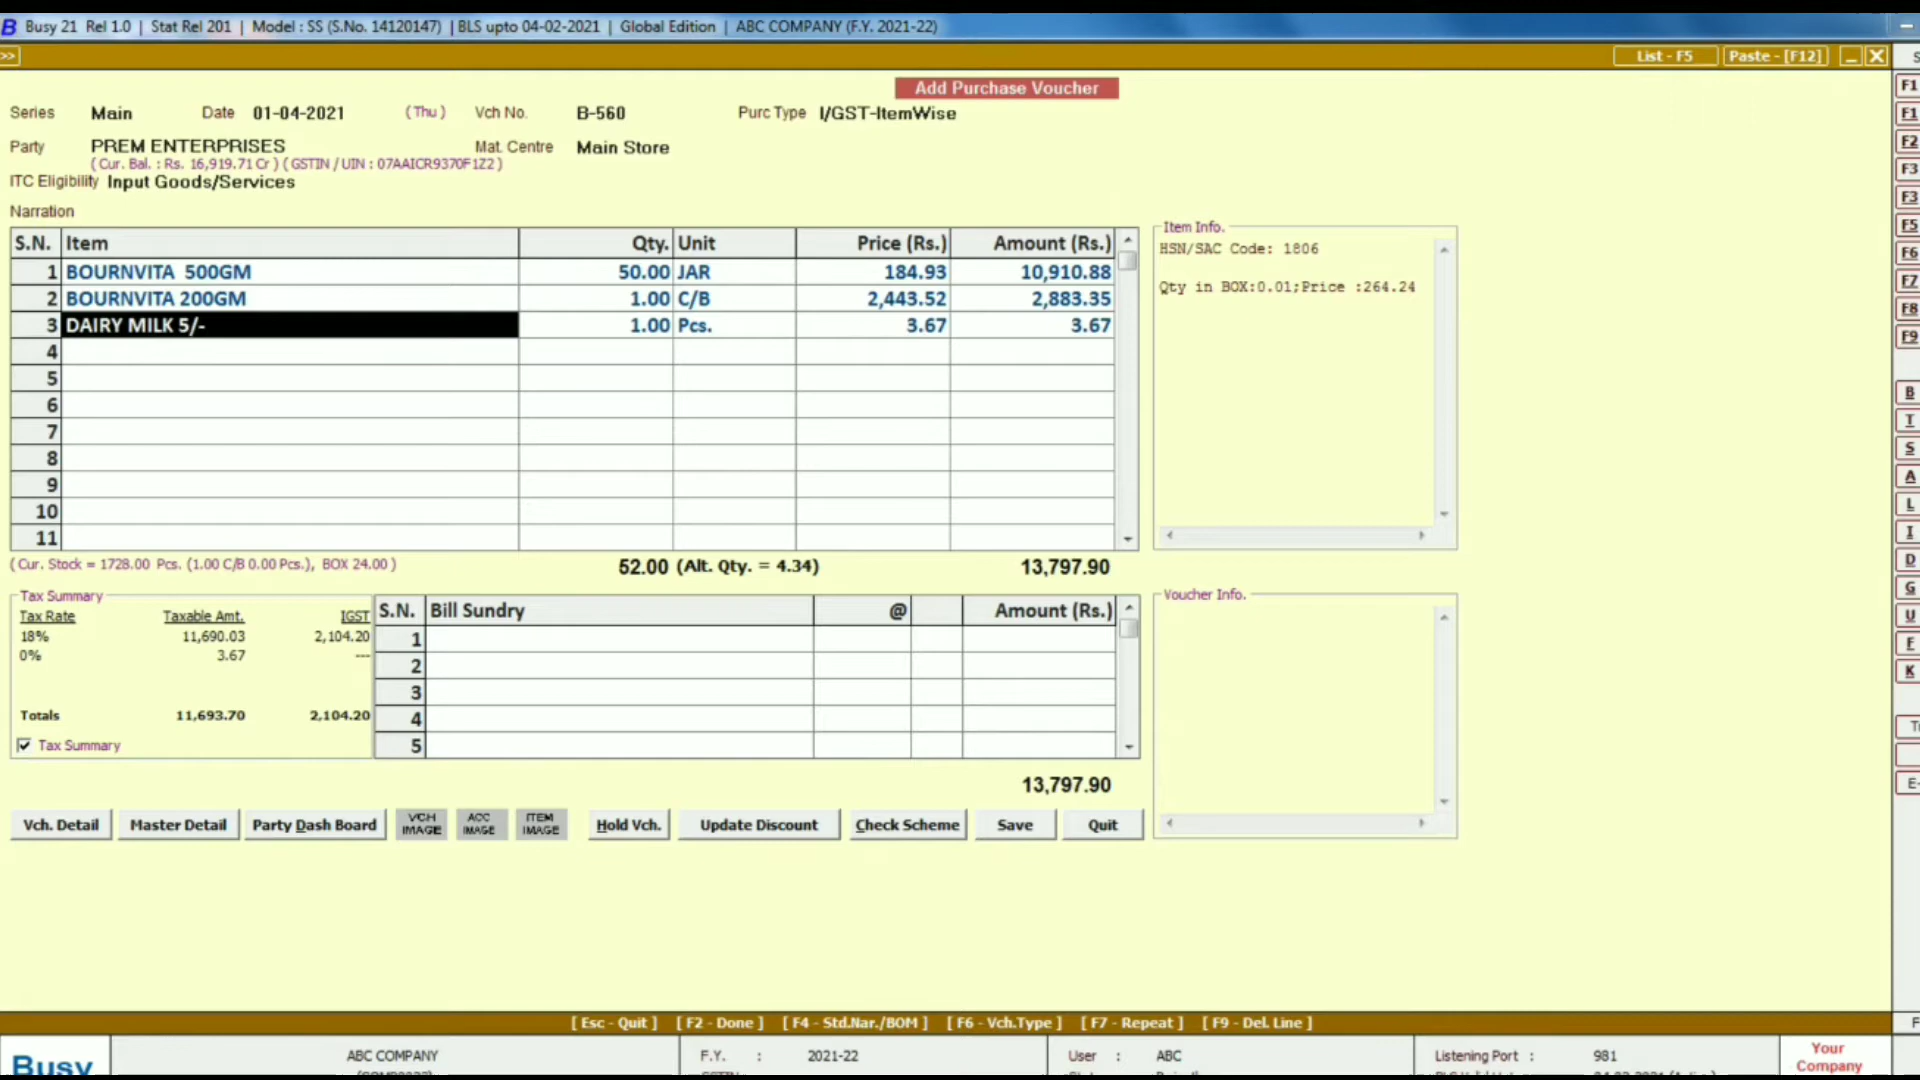 Busy 21 Rel 1.0 | Stat Rel 201 | Model : SS (S.No. 14120147) | BLS upto 04-02-2021 | Global Edition | ABC COMPANY (F.Y. 2021-22)
>> List - F5 Paste - [F12]
Add Purchase Voucher
Series Main Date 01-04-2021 (Thu) Vch No. B-560 Purc Type I/GST-ItemWise
Party PREM ENTERPRISES Mat. Centre Main Store
( Cur. Bal. : Rs. 16,919.71 Cr ) ( GSTIN / UIN : 07AAICR9370F1Z2 )
ITC Eligibility Input Goods/Services
Narration
S.N. Item Qty. Unit Price (Rs.) Amount (Rs.)
1 BOURNVITA 500GM 50.00 JAR 184.93 10,910.88
2 BOURNVITA 200GM 1.00 C/B 2,443.52 2,883.35
3 DAIRY MILK 5/- 1.00 Pcs. 3.67 3.67
4
5
6
7
8
9
10
11
( Cur. Stock = 1728.00 Pcs. (1.00 C/B 0.00 Pcs.), BOX 24.00 ) 52.00 (Alt. Qty. = 4.34) 13,797.90
Item Info.
HSN/SAC Code: 1806
Qty in BOX:0.01;Price :264.24
Tax Summary
Tax Rate Taxable Amt. IGST
18% 11,690.03 2,104.20
0% 3.67 ---
Totals 11,693.70 2,104.20
Tax Summary
S.N. Bill Sundry @ Amount (Rs.)
1
2
3
4
5
13,797.90
Voucher Info.
Vch. Detail Master Detail Party Dash Board VCH IMAGE ACC IMAGE ITEM IMAGE Hold Vch. Update Discount Check Scheme Save Quit
F1
F1
F2
F3
F3
F5
F6
F7
F8
F9
B
T
S
A
L
I
D
G
U
F
K
[ Esc - Quit ] [ F2 - Done ] [ F4 - Std.Nar./BOM ] [ F6 - Vch.Type ] [ F7 - Repeat ] [ F9 - Del. Line ]
Busy ABC COMPANY F.Y. : 2021-22 User : ABC Listening Port : 981 Your Company